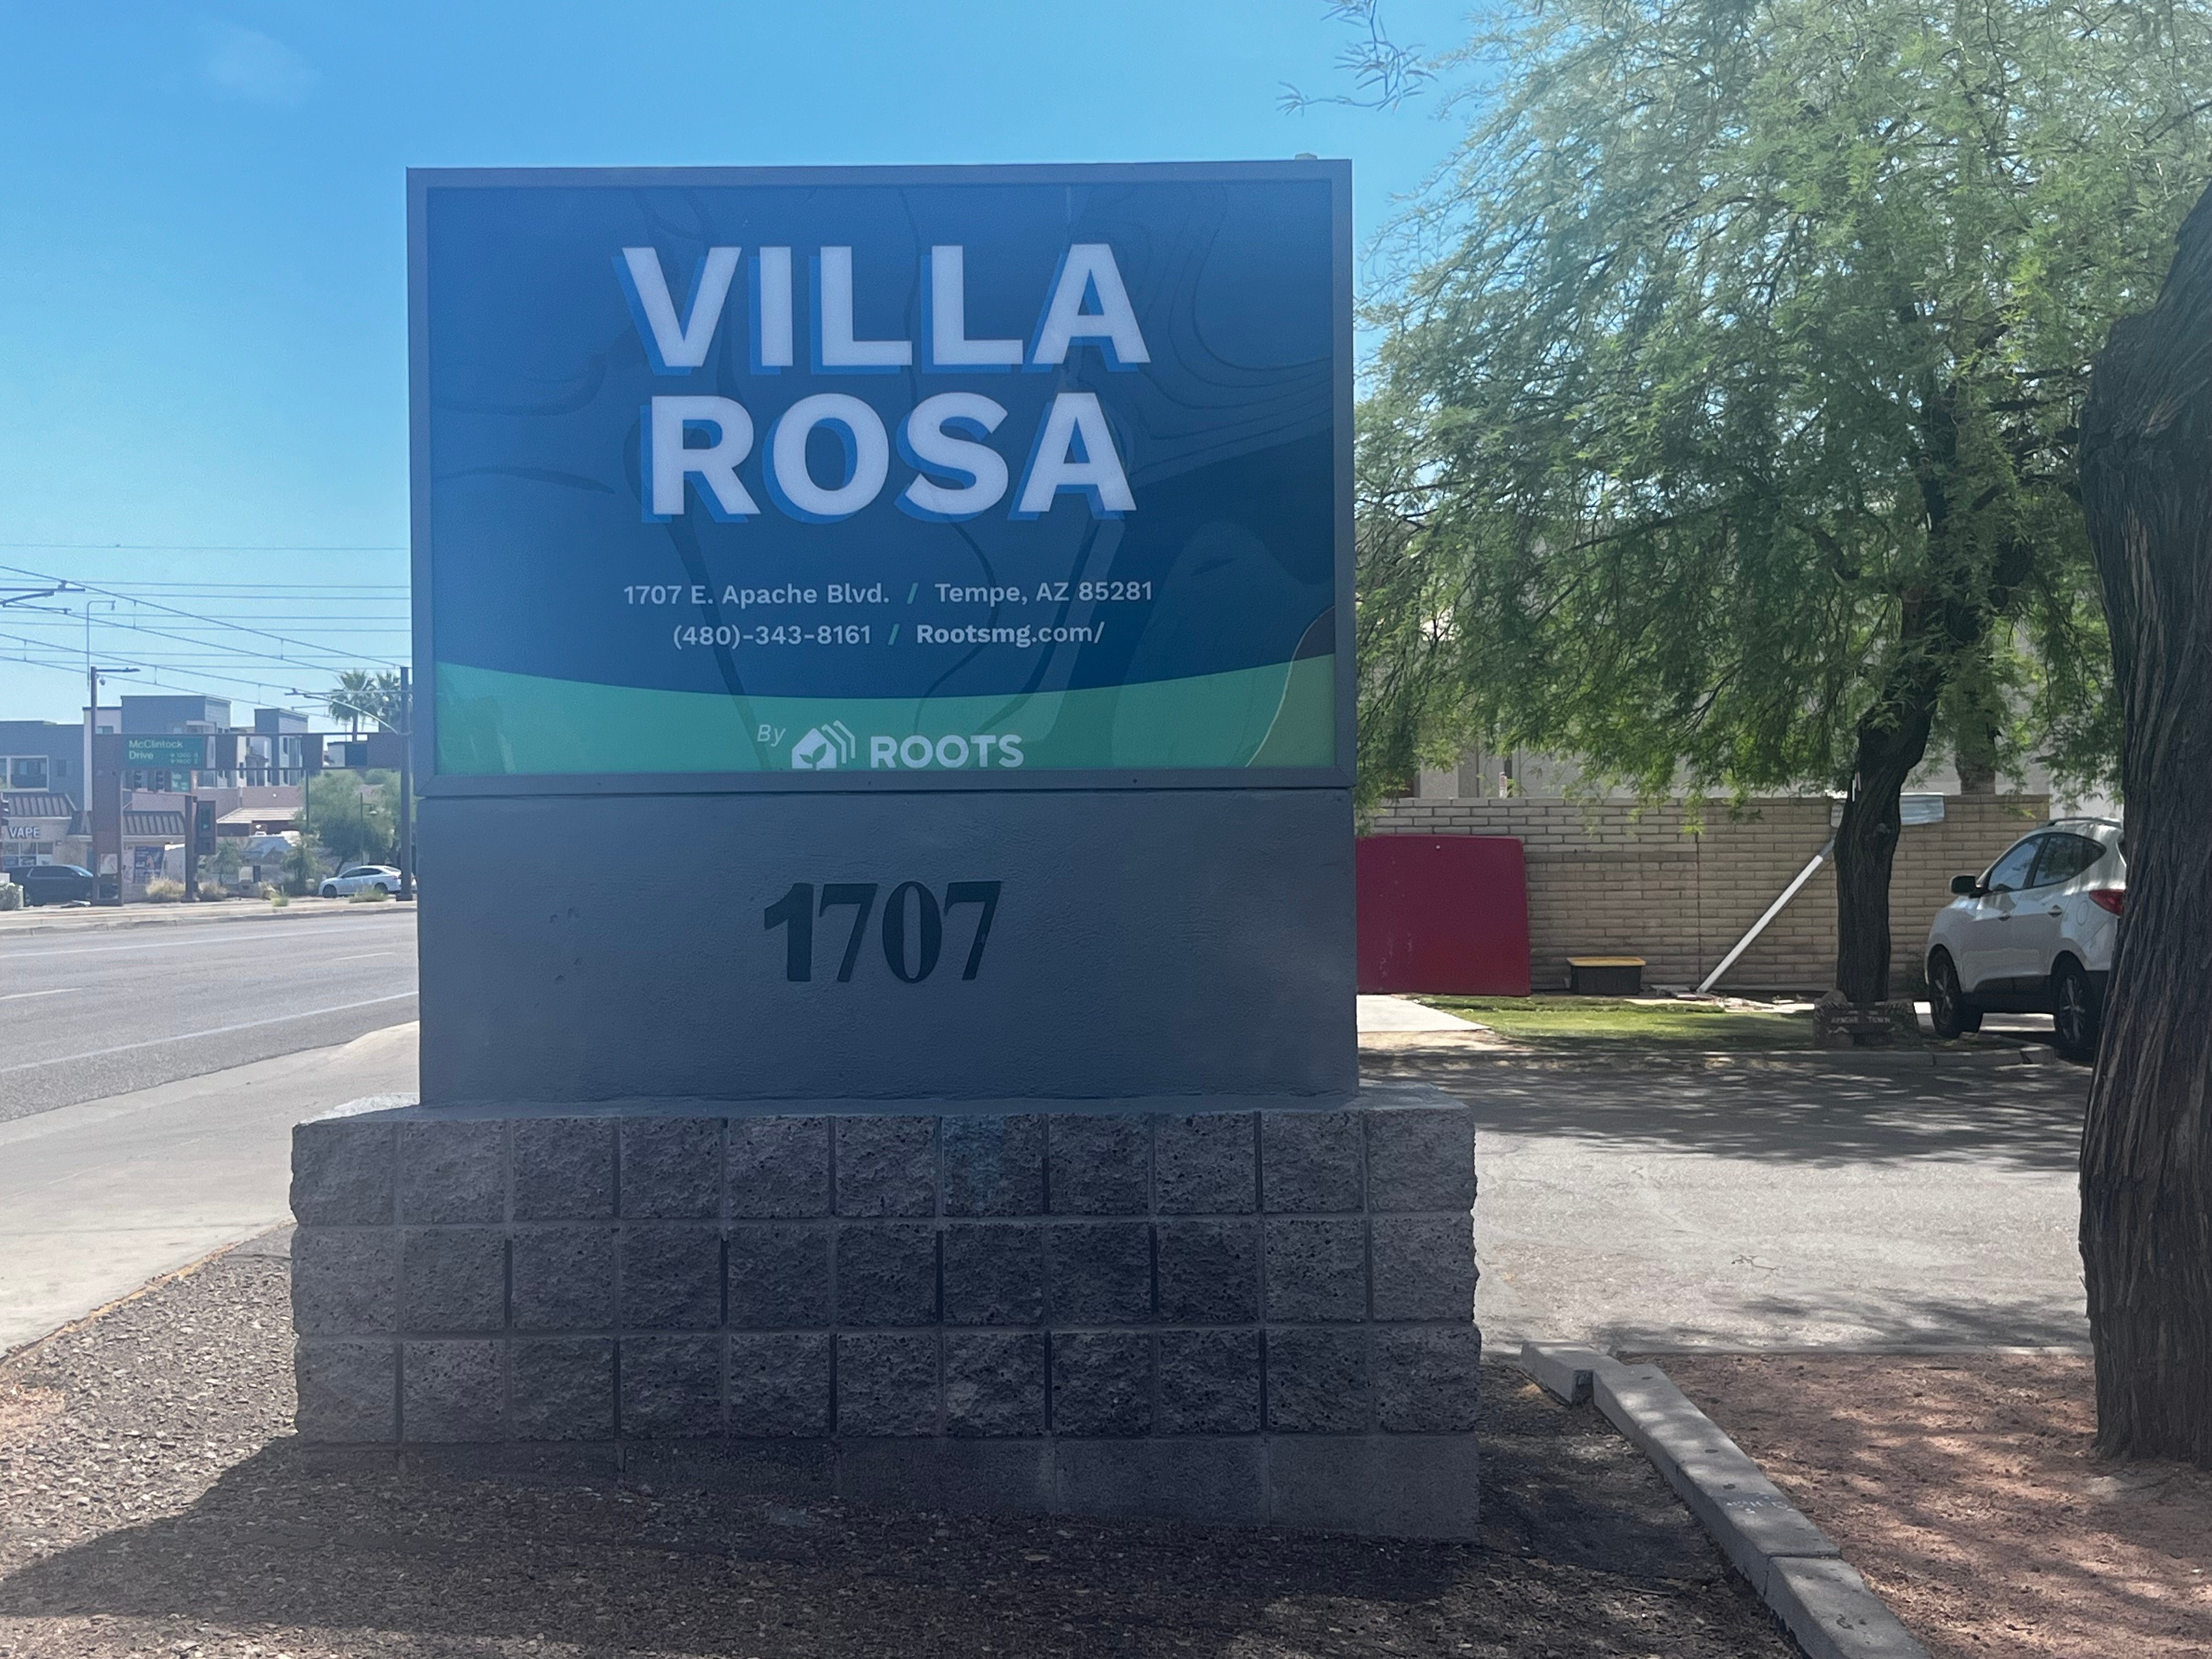 VILLA
ROSA
1707 E. Apache Blvd. / Tempe, AZ 85281
(480)-343-8161 / Rootsmg.com/
By ROOTS
1707
McClintock
Drive
VAPE